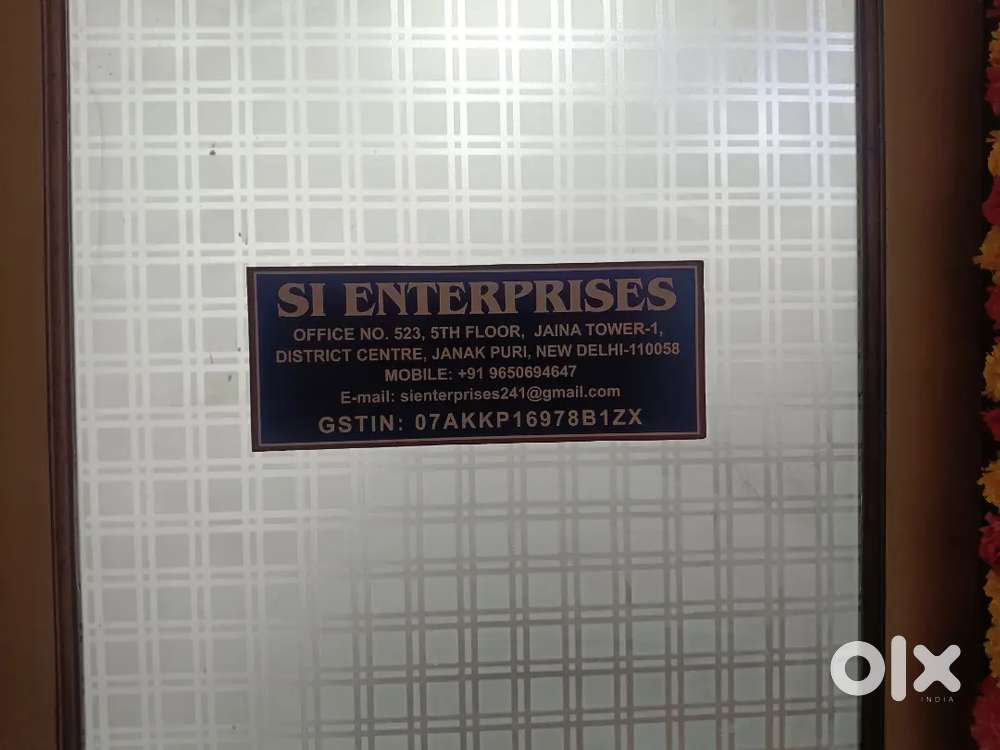 SI ENTERPRISES
OFFICE NO. 523, 5TH FLOOR, JAINA TOWER-1,
DISTRICT CENTRE, JANAK PURI, NEW DELHI-110058
MOBILE: +91 9650694647
E-mail: sienterprises241@gmail.com
GSTIN: 07AKKP16978B1ZX
olx
INDIA